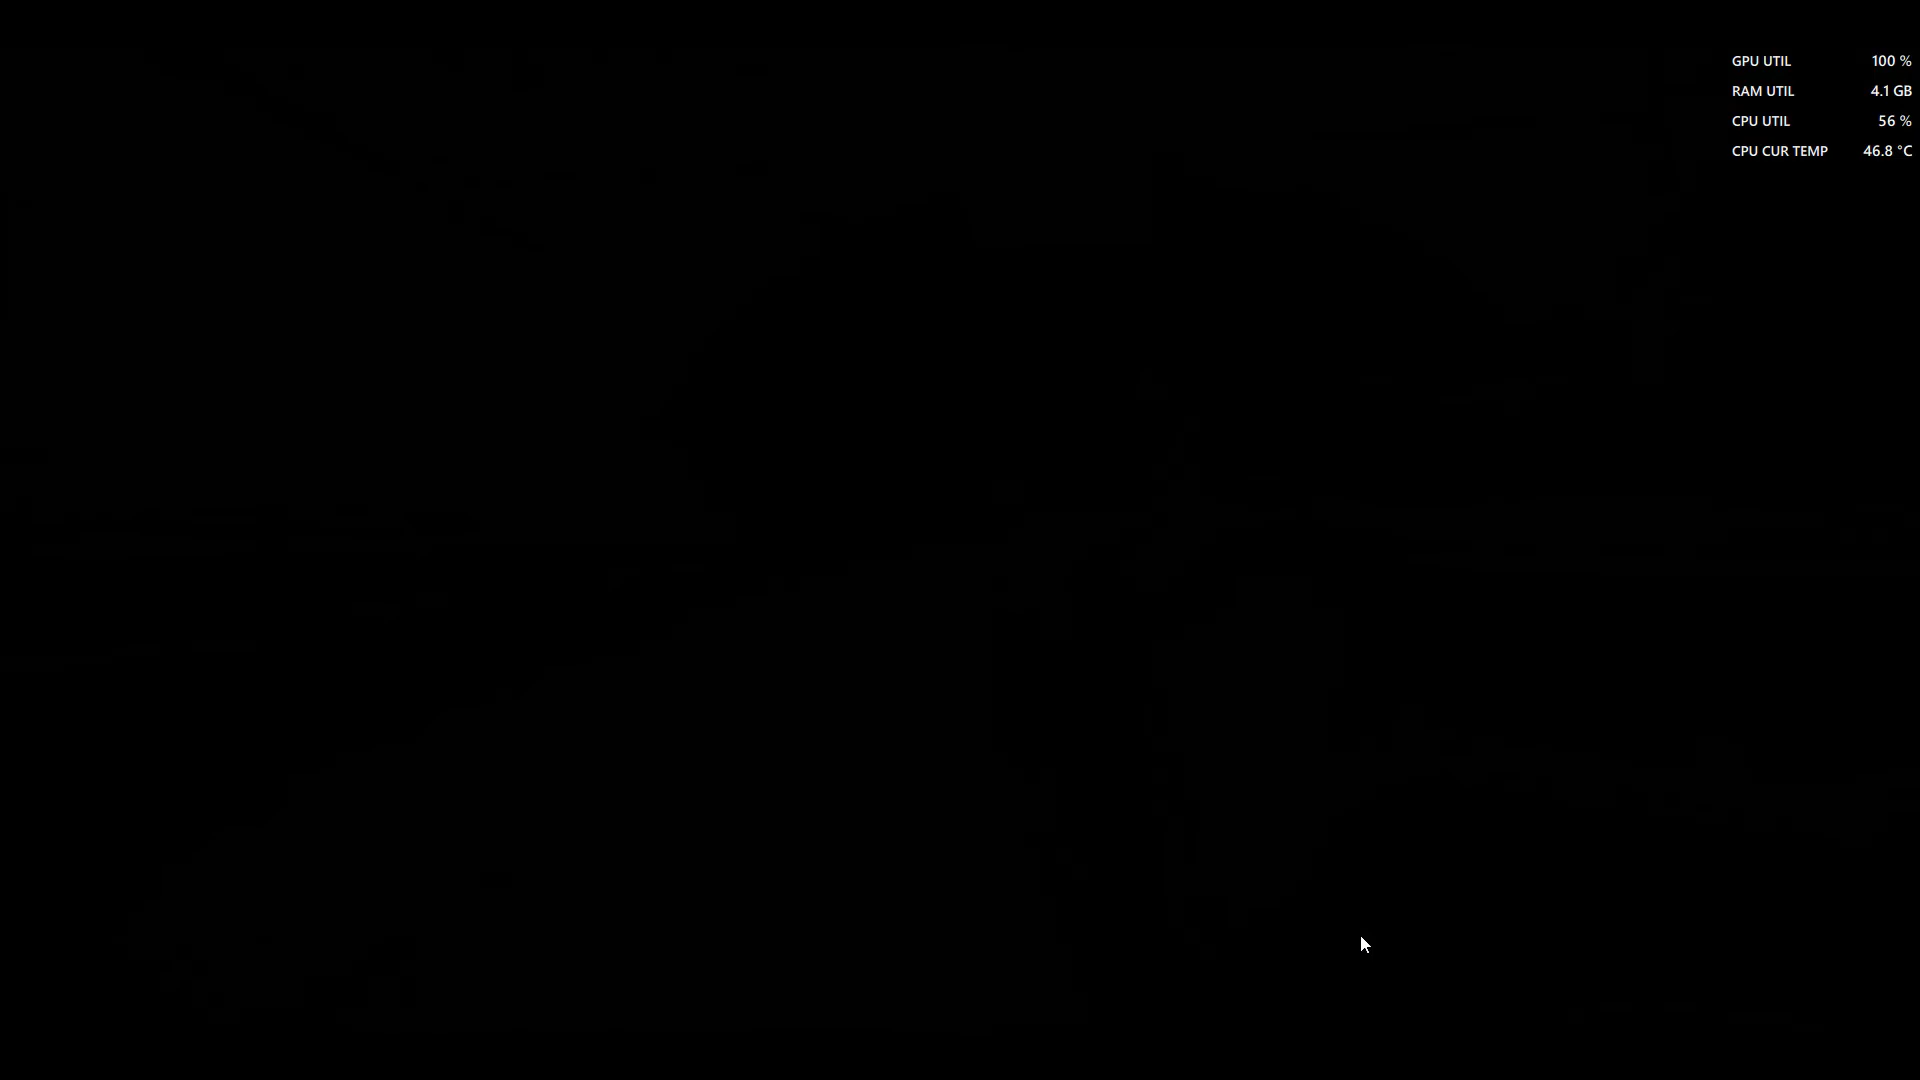 GPU UTIL 100 %
RAM UTIL 4.1 GB
CPU UTIL 56 %
CPU CUR TEMP 46.8 °C